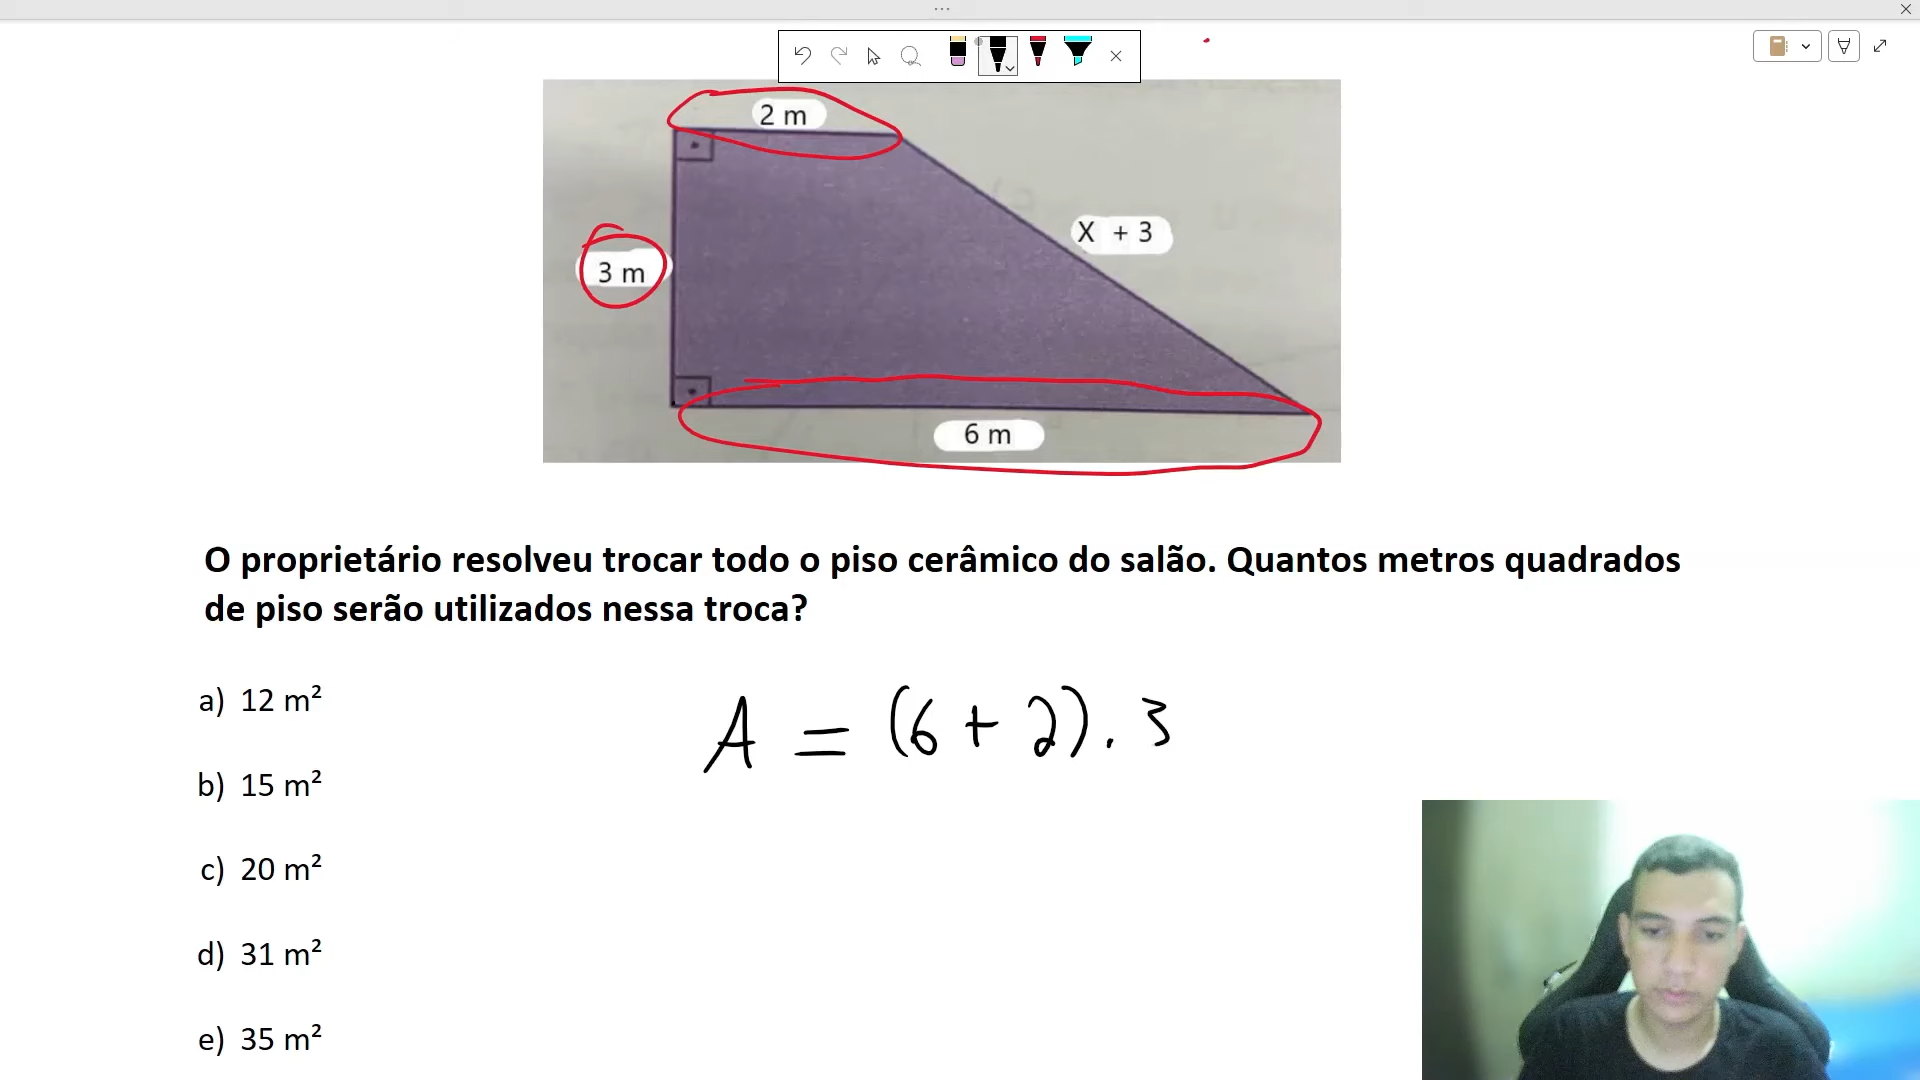 2 m
X + 3
3 m
6 m
O proprietário resolveu trocar todo o piso cerâmico do salão. Quantos metros quadrados
de piso serão utilizados nessa troca?
a) 12 m²
A = (6 + 2) . 3
b) 15 m²
c) 20 m²
d) 31 m²
e) 35 m²